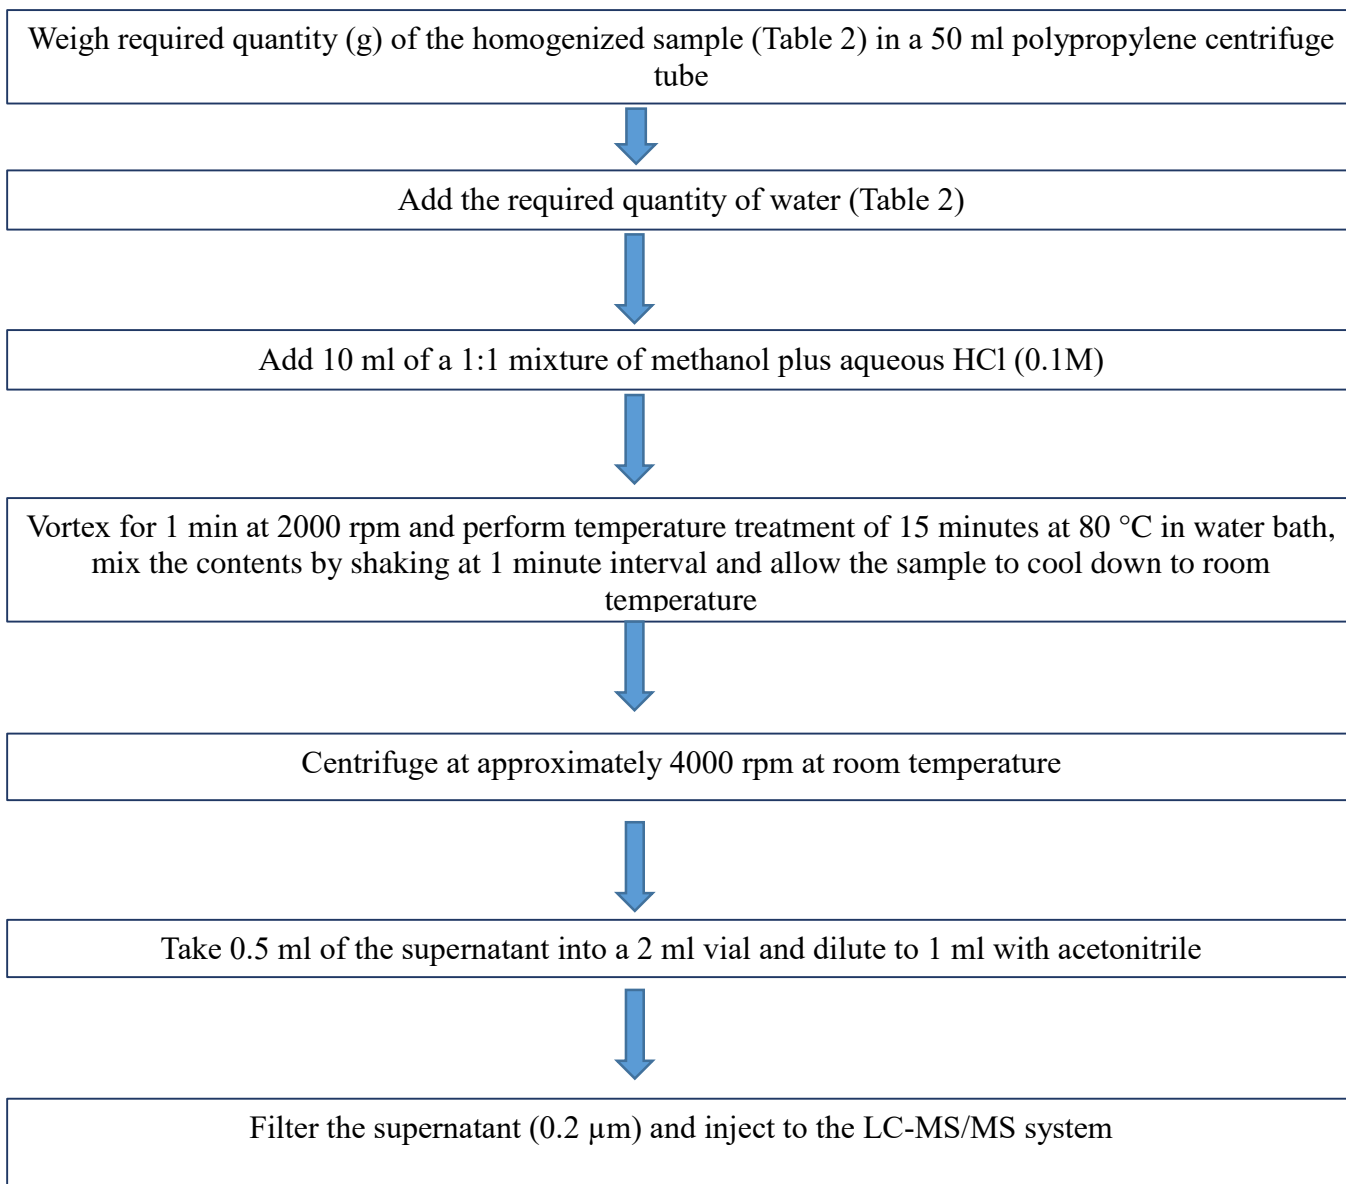 Weigh required quantity (g) of the homogenized sample (Table 2) in a 50 ml polypropylene centrifuge
tube
Add the required quantity of water (Table 2)
Add 10 ml of a 1:1 mixture of methanol plus aqueous HCl (0.1M)
Vortex for 1 min at 2000 rpm and perform temperature treatment of 15 minutes at 80 °C in water bath,
mix the contents by shaking at 1 minute interval and allow the sample to cool down to room
temperature
Centrifuge at approximately 4000 rpm at room temperature
Take 0.5 ml of the supernatant into a 2 ml vial and dilute to 1 ml with acetonitrile
Filter the supernatant (0.2 µm) and inject to the LC-MS/MS system